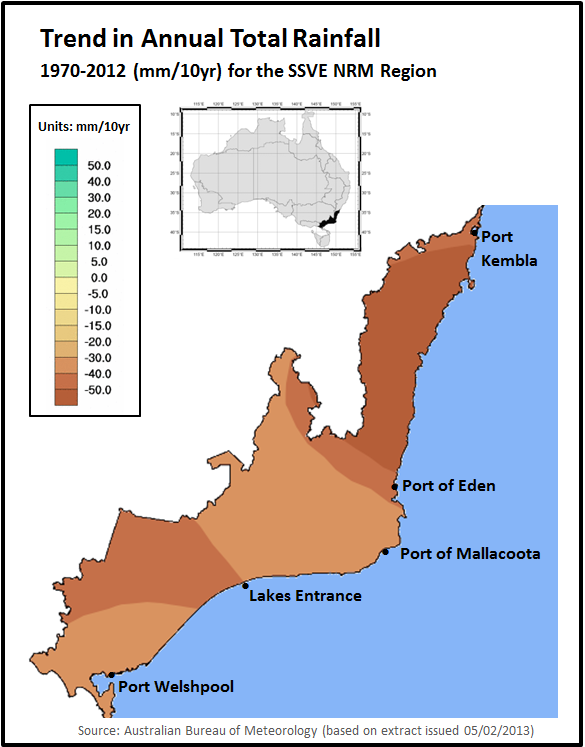 Trend in Annual Total Rainfall
1970-2012 (mm/10yr) for the SSVE NRM Region
Units: mm/10yr
50.0
40.0
30.0
20.0
15.0
10.0
5.0
0.0
-5.0
-10.0
-15.0
-20.0
-30.0
-40.0
-50.0
Port
Kembla
Port of Eden
Port of Mallacoota
Lakes Entrance
Port Welshpool
Source: Australian Bureau of Meteorology (based on extract issued 05/02/2013)